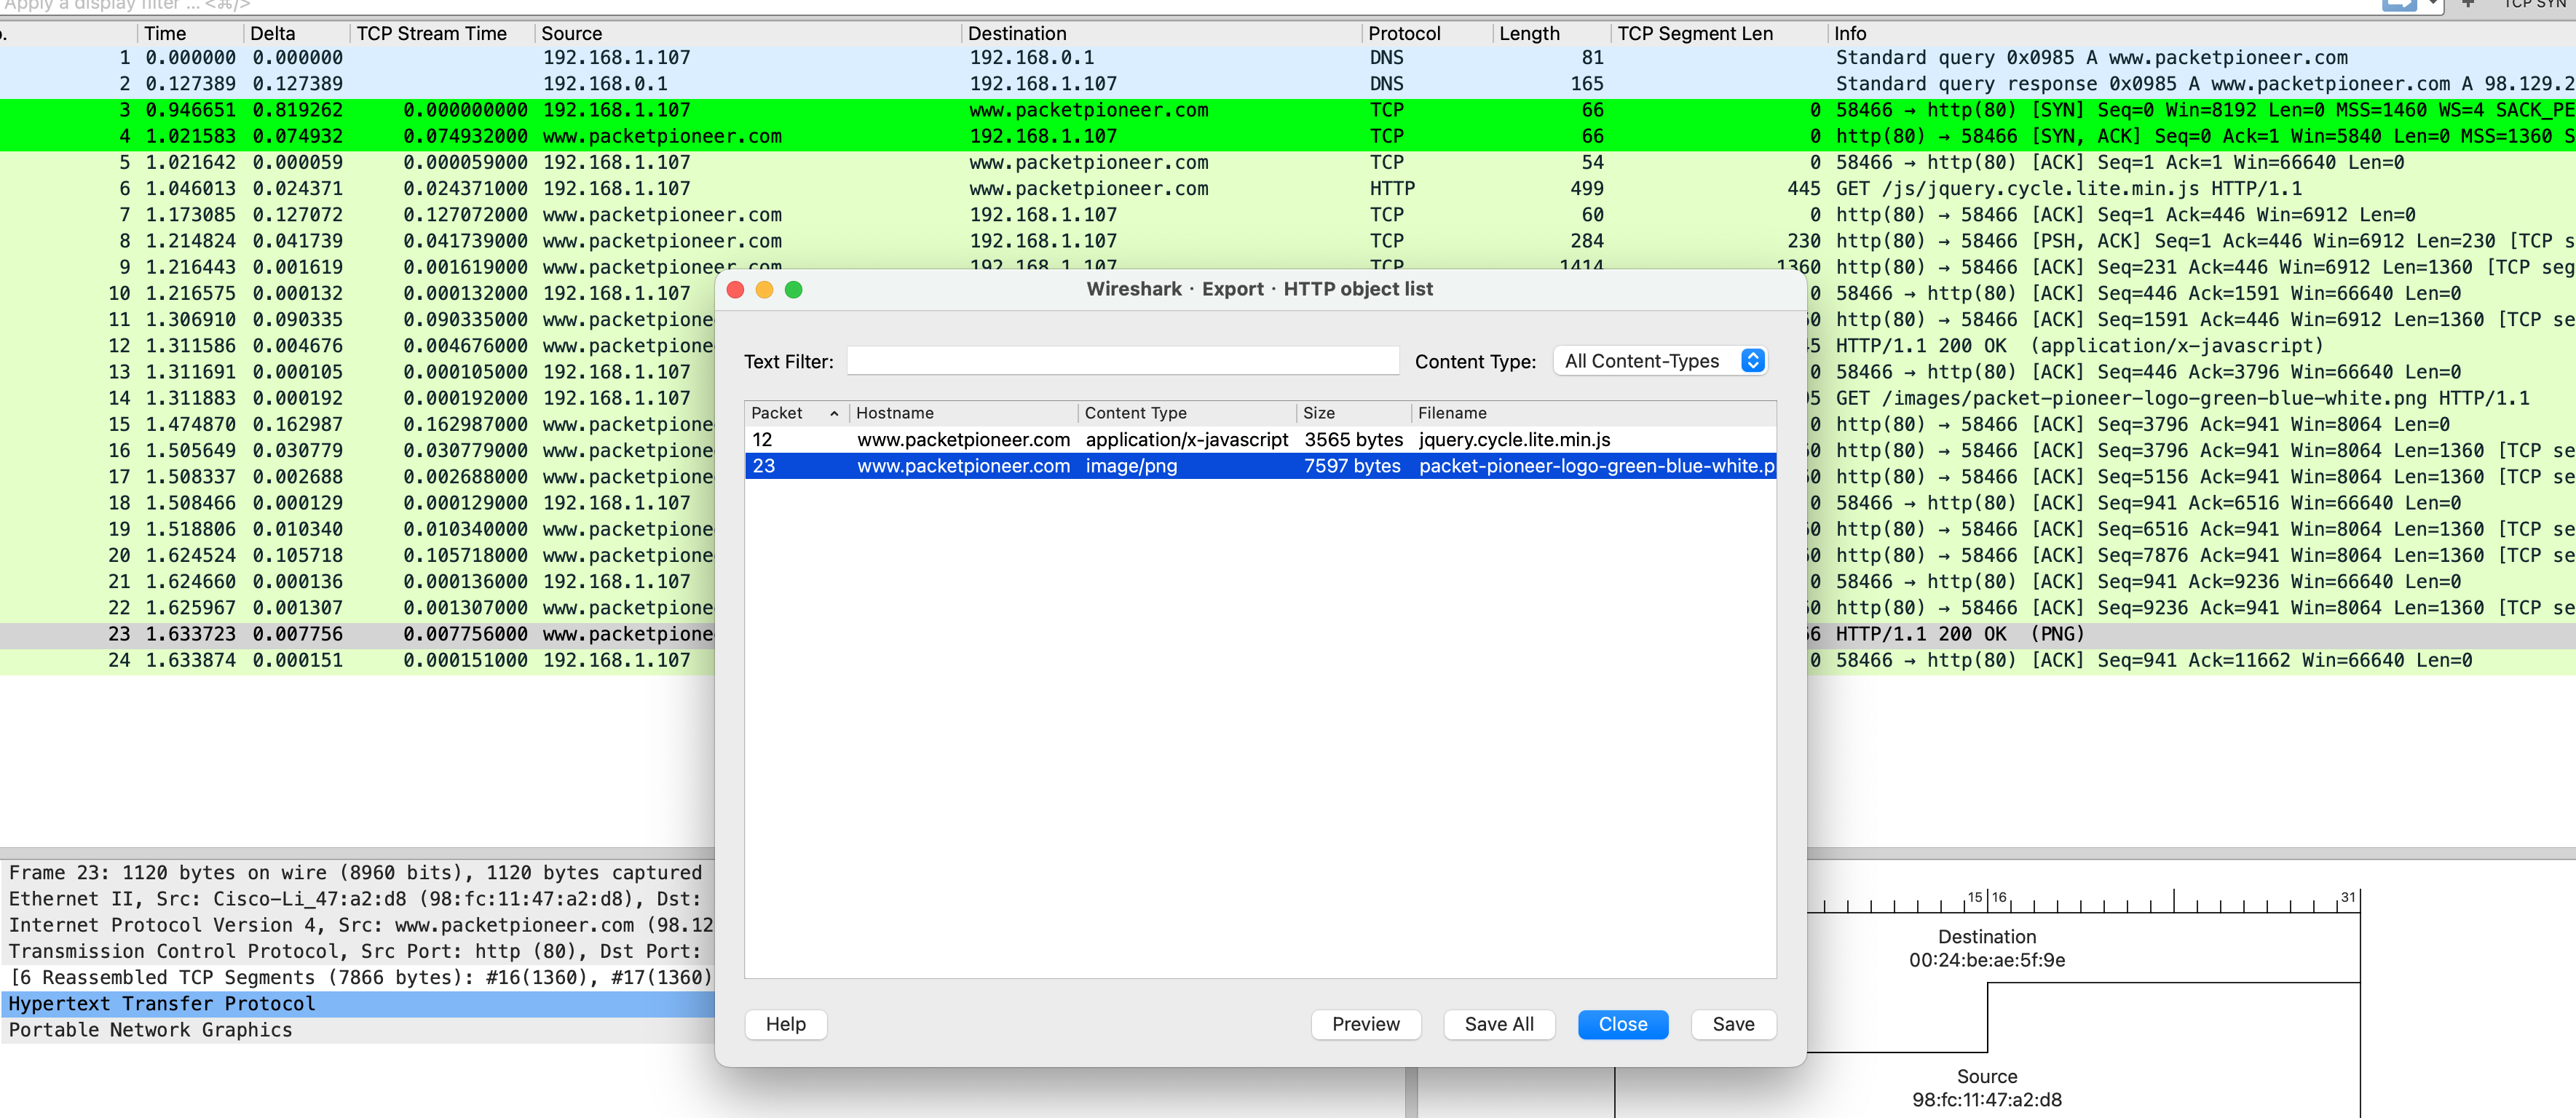 Apply a display filter ... <⌘/>
TCP SYN
Time Delta TCP Stream Time Source Destination Protocol Length TCP Segment Len Info
1 0.000000 0.000000 192.168.1.107 192.168.0.1 DNS 81 Standard query 0x0985 A www.packetpioneer.com
2 0.127389 0.127389 192.168.0.1 192.168.1.107 DNS 165 Standard query response 0x0985 A www.packetpioneer.com A 98.129.2
3 0.946651 0.819262 0.000000000 192.168.1.107 www.packetpioneer.com TCP 66 0 58466 → http(80) [SYN] Seq=0 Win=8192 Len=0 MSS=1460 WS=4 SACK_PE
4 1.021583 0.074932 0.074932000 www.packetpioneer.com 192.168.1.107 TCP 66 0 http(80) → 58466 [SYN, ACK] Seq=0 Ack=1 Win=5840 Len=0 MSS=1360 S
5 1.021642 0.000059 0.000059000 192.168.1.107 www.packetpioneer.com TCP 54 0 58466 → http(80) [ACK] Seq=1 Ack=1 Win=66640 Len=0
6 1.046013 0.024371 0.024371000 192.168.1.107 www.packetpioneer.com HTTP 499 445 GET /js/jquery.cycle.lite.min.js HTTP/1.1
7 1.173085 0.127072 0.127072000 www.packetpioneer.com 192.168.1.107 TCP 60 0 http(80) → 58466 [ACK] Seq=1 Ack=446 Win=6912 Len=0
8 1.214824 0.041739 0.041739000 www.packetpioneer.com 192.168.1.107 TCP 284 230 http(80) → 58466 [PSH, ACK] Seq=1 Ack=446 Win=6912 Len=230 [TCP s
9 1.216443 0.001619 0.001619000 www.packetpioneer.com 192.168.1.107 TCP 1414 1360 http(80) → 58466 [ACK] Seq=231 Ack=446 Win=6912 Len=1360 [TCP seg
10 1.216575 0.000132 0.000132000 192.168.1.107 0 58466 → http(80) [ACK] Seq=446 Ack=1591 Win=66640 Len=0
11 1.306910 0.090335 0.090335000 www.packetpione 60 http(80) → 58466 [ACK] Seq=1591 Ack=446 Win=6912 Len=1360 [TCP se
12 1.311586 0.004676 0.004676000 www.packetpione 5 HTTP/1.1 200 OK (application/x-javascript)
13 1.311691 0.000105 0.000105000 192.168.1.107 0 58466 → http(80) [ACK] Seq=446 Ack=3796 Win=66640 Len=0
14 1.311883 0.000192 0.000192000 192.168.1.107 5 GET /images/packet-pioneer-logo-green-blue-white.png HTTP/1.1
15 1.474870 0.162987 0.162987000 www.packetpione 0 http(80) → 58466 [ACK] Seq=3796 Ack=941 Win=8064 Len=0
16 1.505649 0.030779 0.030779000 www.packetpione 60 http(80) → 58466 [ACK] Seq=3796 Ack=941 Win=8064 Len=1360 [TCP se
17 1.508337 0.002688 0.002688000 www.packetpione 60 http(80) → 58466 [ACK] Seq=5156 Ack=941 Win=8064 Len=1360 [TCP se
18 1.508466 0.000129 0.000129000 192.168.1.107 0 58466 → http(80) [ACK] Seq=941 Ack=6516 Win=66640 Len=0
19 1.518806 0.010340 0.010340000 www.packetpione 60 http(80) → 58466 [ACK] Seq=6516 Ack=941 Win=8064 Len=1360 [TCP se
20 1.624524 0.105718 0.105718000 www.packetpione 60 http(80) → 58466 [ACK] Seq=7876 Ack=941 Win=8064 Len=1360 [TCP se
21 1.624660 0.000136 0.000136000 192.168.1.107 0 58466 → http(80) [ACK] Seq=941 Ack=9236 Win=66640 Len=0
22 1.625967 0.001307 0.001307000 www.packetpione 60 http(80) → 58466 [ACK] Seq=9236 Ack=941 Win=8064 Len=1360 [TCP se
23 1.633723 0.007756 0.007756000 www.packetpione 66 HTTP/1.1 200 OK (PNG)
24 1.633874 0.000151 0.000151000 192.168.1.107 0 58466 → http(80) [ACK] Seq=941 Ack=11662 Win=66640 Len=0
Wireshark · Export · HTTP object list
Text Filter: Content Type: All Content-Types
Packet Hostname Content Type Size Filename
12 www.packetpioneer.com application/x-javascript 3565 bytes jquery.cycle.lite.min.js
23 www.packetpioneer.com image/png 7597 bytes packet-pioneer-logo-green-blue-white.p
Help Preview Save All Close Save
Frame 23: 1120 bytes on wire (8960 bits), 1120 bytes captured
Ethernet II, Src: Cisco-Li_47:a2:d8 (98:fc:11:47:a2:d8), Dst:
Internet Protocol Version 4, Src: www.packetpioneer.com (98.12
Transmission Control Protocol, Src Port: http (80), Dst Port:
[6 Reassembled TCP Segments (7866 bytes): #16(1360), #17(1360)
Hypertext Transfer Protocol
Portable Network Graphics
15 16 31
Destination
00:24:be:ae:5f:9e
Source
98:fc:11:47:a2:d8